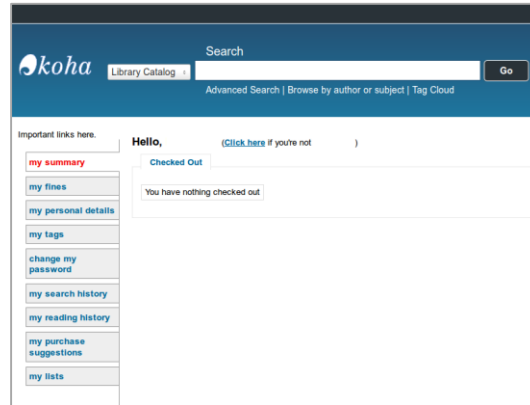 Search
koha
Library Catalog
Go
Advanced Search | Browse by author or subject | Tag Cloud
Important links here.
Hello, (Click here if you're not )
my summary
Checked Out
my fines
You have nothing checked out
my personal details
my tags
change my
password
my search history
my reading history
my purchase
suggestions
my lists